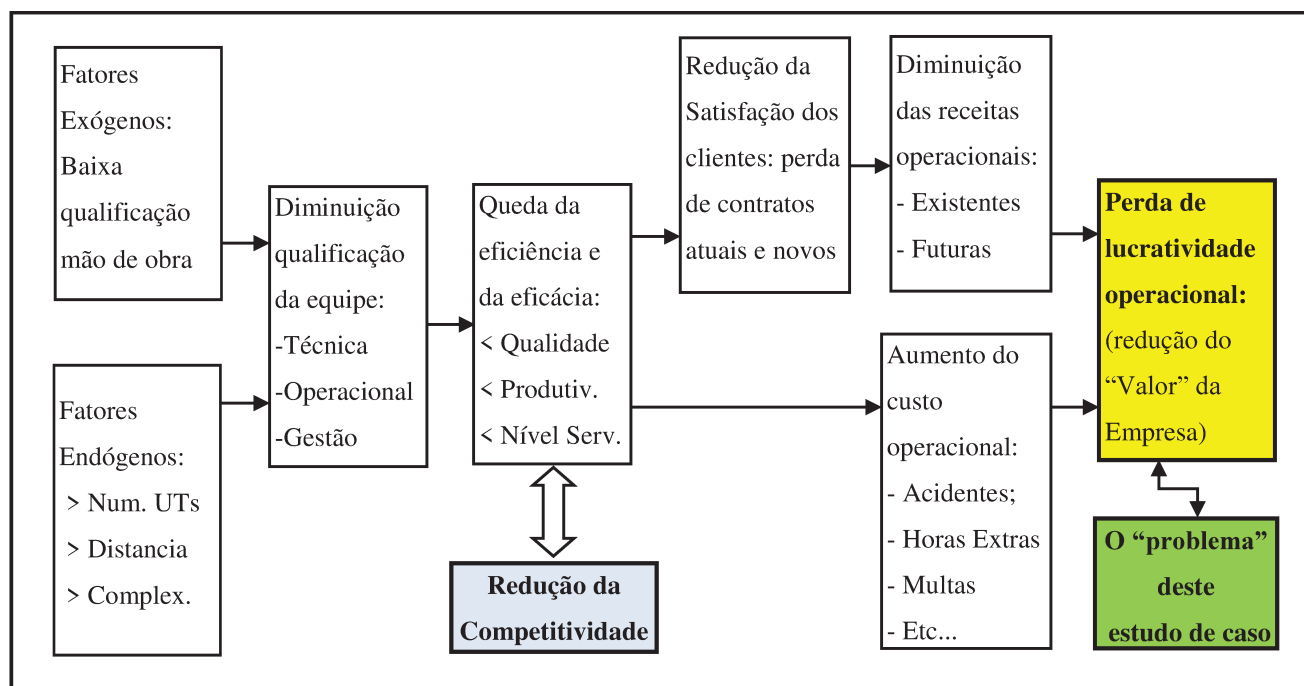 Fatores
Exógenos:
Baixa
qualificação
mão de obra
Fatores
Endógenos:
> Num. UTs
> Distancia
> Complex.
Diminuição
qualificação
da equipe:
-Técnica
-Operacional
-Gestão
Queda da
eficiência e
da eficácia:
< Qualidade
< Produtiv.
< Nível Serv.
Redução da
Competitividade
Redução da
Satisfação dos
clientes: perda
de contratos
atuais e novos
Diminuição
das receitas
operacionais:
- Existentes
- Futuras
Aumento do
custo
operacional:
- Acidentes;
- Horas Extras
- Multas
- Etc...
Perda de
lucratividade
operacional:
(redução do
“Valor” da
Empresa)
O “problema”
deste
estudo de caso